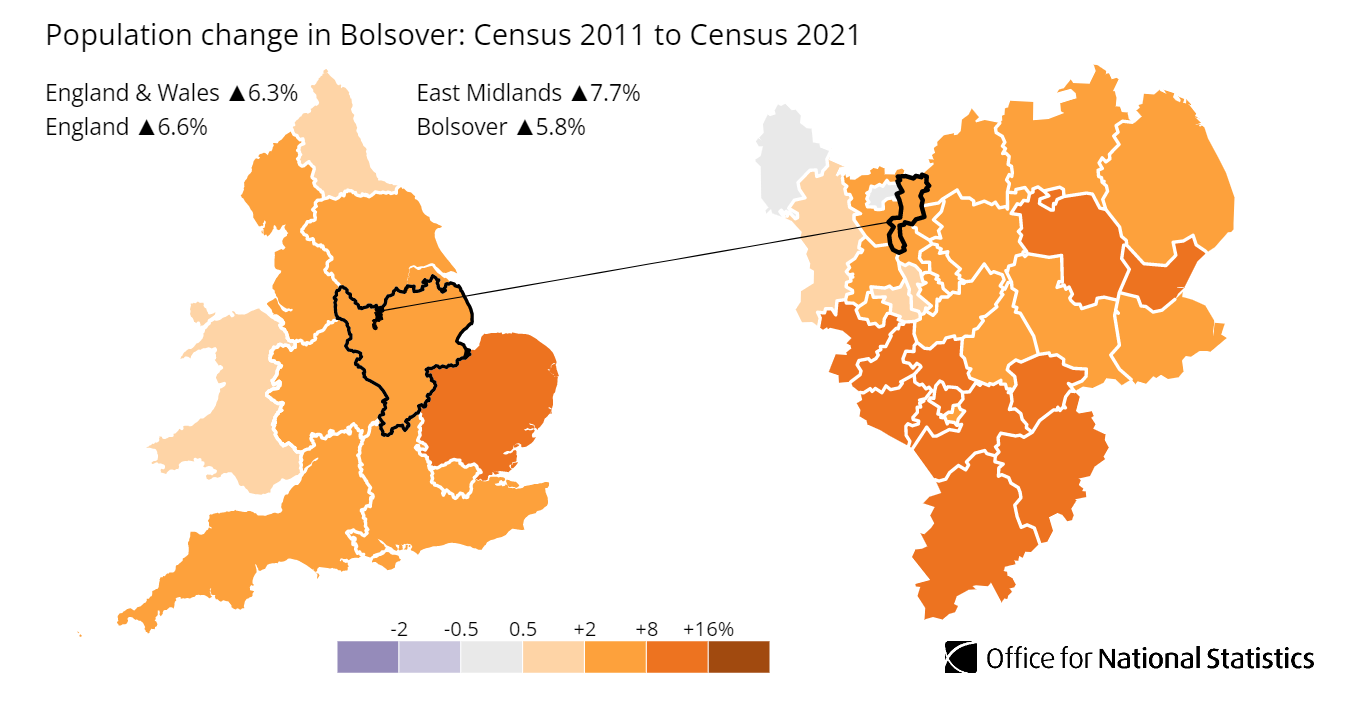 Population change in Bolsover: Census 2011 to Census 2021
England & Wales ▲6.3%
East Midlands ▲7.7%
England ▲6.6%
Bolsover ▲5.8%
-2 -0.5 0.5 +2 +8 +16%
Office for National Statistics